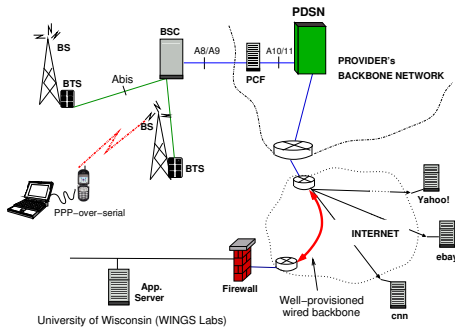 PDSN
BS
BSC
A8/A9
A10/11
PROVIDER's
BACKBONE NETWORK
PCF
BTS
Abis
BS
BTS
PPP-over-serial
Yahoo!
INTERNET
ebay
App.
Server
Firewall
Well-provisioned
wired backbone
cnn
University of Wisconsin (WINGS Labs)